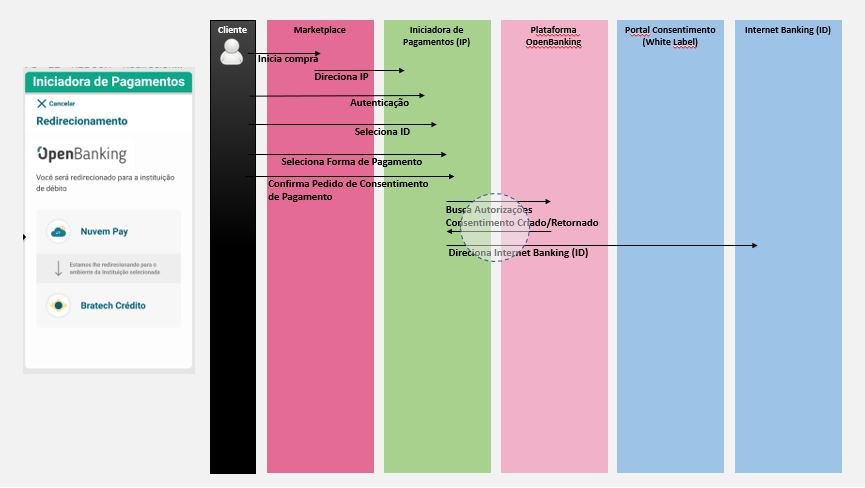 Iniciadora de Pagamentos
Cancelar
Redirecionamento
OpenBanking
Você será redirecionado para a instituição
de débito
Nuvem Pay
Estamos lhe redirecionando para o
ambiente da Instituição selecionada
Bratech Crédito
Cliente
Marketplace
Iniciadora de
Pagamentos (IP)
Plataforma
OpenBanking
Portal Consentimento
(White Label)
Internet Banking (ID)
Inicia compra
Direciona IP
Autenticação
Seleciona ID
Seleciona Forma de Pagamento
Confirma Pedido de Consentimento
de Pagamento
Busca Autorizações
Consentimento Criado/Retornado
Direciona Internet Banking (ID)